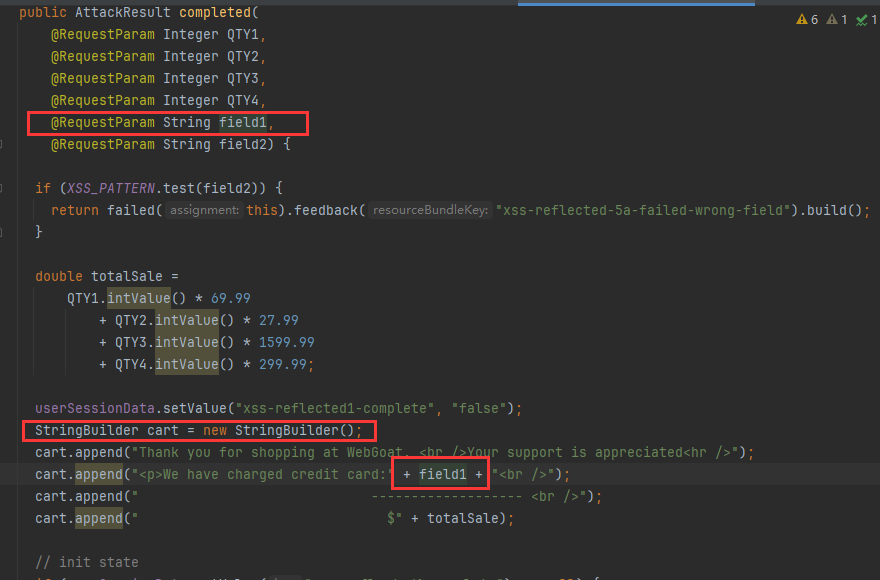 public AttackResult completed(
6 1 1
@RequestParam Integer QTY1,
@RequestParam Integer QTY2,
@RequestParam Integer QTY3,
@RequestParam Integer QTY4,
@RequestParam String field1,
@RequestParam String field2) {
if (XSS_PATTERN.test(field2)) {
return failed( assignment: this).feedback( resourceBundleKey: "xss-reflected-5a-failed-wrong-field").build();
}
double totalSale =
QTY1.intValue() * 69.99
+ QTY2.intValue() * 27.99
+ QTY3.intValue() * 1599.99
+ QTY4.intValue() * 299.99;
userSessionData.setValue("xss-reflected1-complete", "false");
StringBuilder cart = new StringBuilder();
cart.append("Thank you for shopping at WebGoat. <br />Your support is appreciated<hr />");
cart.append("<p>We have charged credit card:" + field1 + "<br />");
cart.append("                             ------------------- <br />");
cart.append("                               $" + totalSale);
// init state